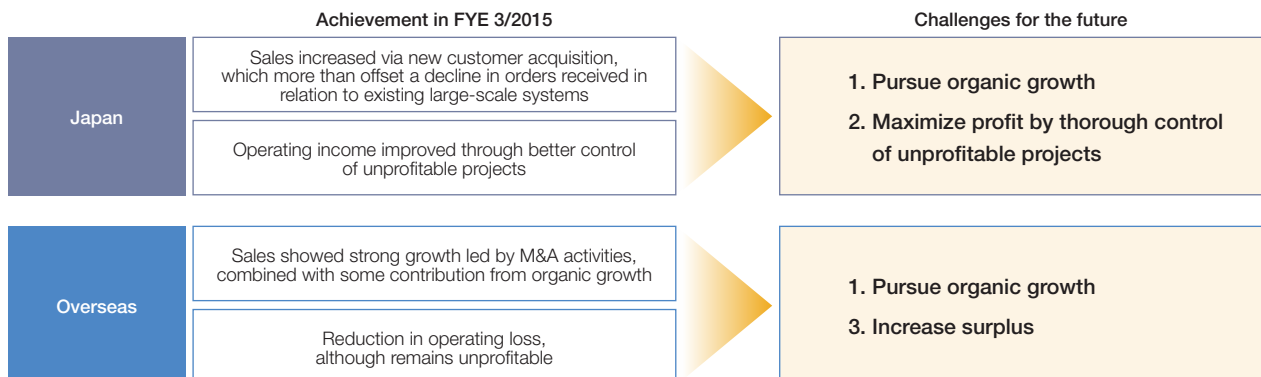 Achievement in FYE 3/2015
Challenges for the future
Japan
Sales increased via new customer acquisition,
which more than offset a decline in orders received in
relation to existing large-scale systems
Operating income improved through better control
of unprofitable projects
1. Pursue organic growth
2. Maximize profit by thorough control
of unprofitable projects
Overseas
Sales showed strong growth led by M&A activities,
combined with some contribution from organic growth
Reduction in operating loss,
although remains unprofitable
1. Pursue organic growth
3. Increase surplus